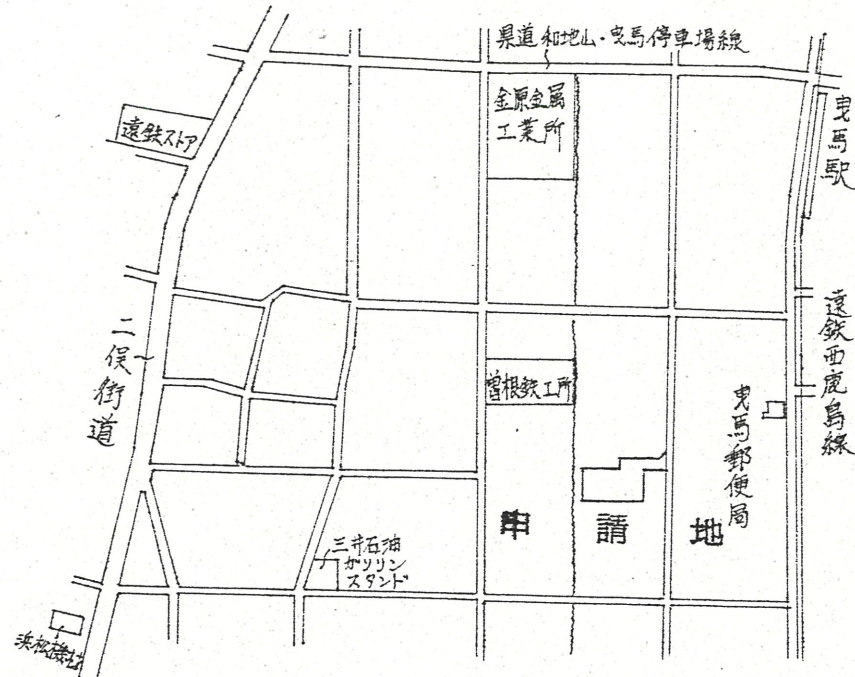 県道和地山・曳馬停車場線
金原金属
工業所
遠鉄ストア
曳馬駅
二俣街道
遠鉄西鹿島線
曽根鉄工所
曳馬郵便局
申請地
三井石油
ガソリン
スタンド